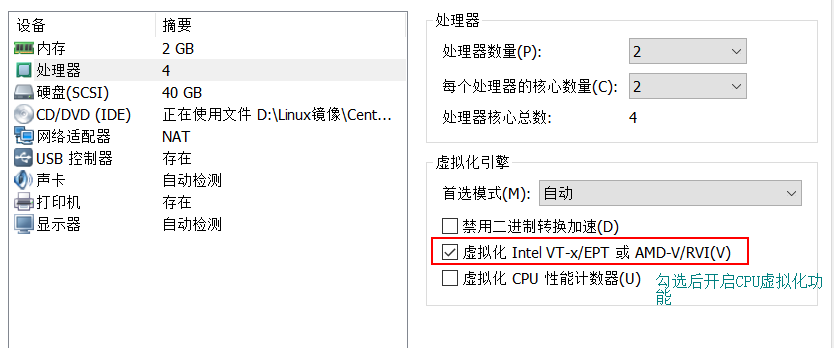 设备 摘要
内存 2 GB
处理器 4
硬盘(SCSI) 40 GB
CD/DVD (IDE) 正在使用文件 D:\Linux镜像\Cent...
网络适配器 NAT
USB 控制器 存在
声卡 自动检测
打印机 存在
显示器 自动检测
处理器
处理器数量(P): 2
每个处理器的核心数量(C): 2
处理器核心总数: 4
虚拟化引擎
首选模式(M): 自动
禁用二进制转换加速(D)
虚拟化 Intel VT-x/EPT 或 AMD-V/RVI(V)
虚拟化 CPU 性能计数器(U)
勾选后开启CPU虚拟化功
能